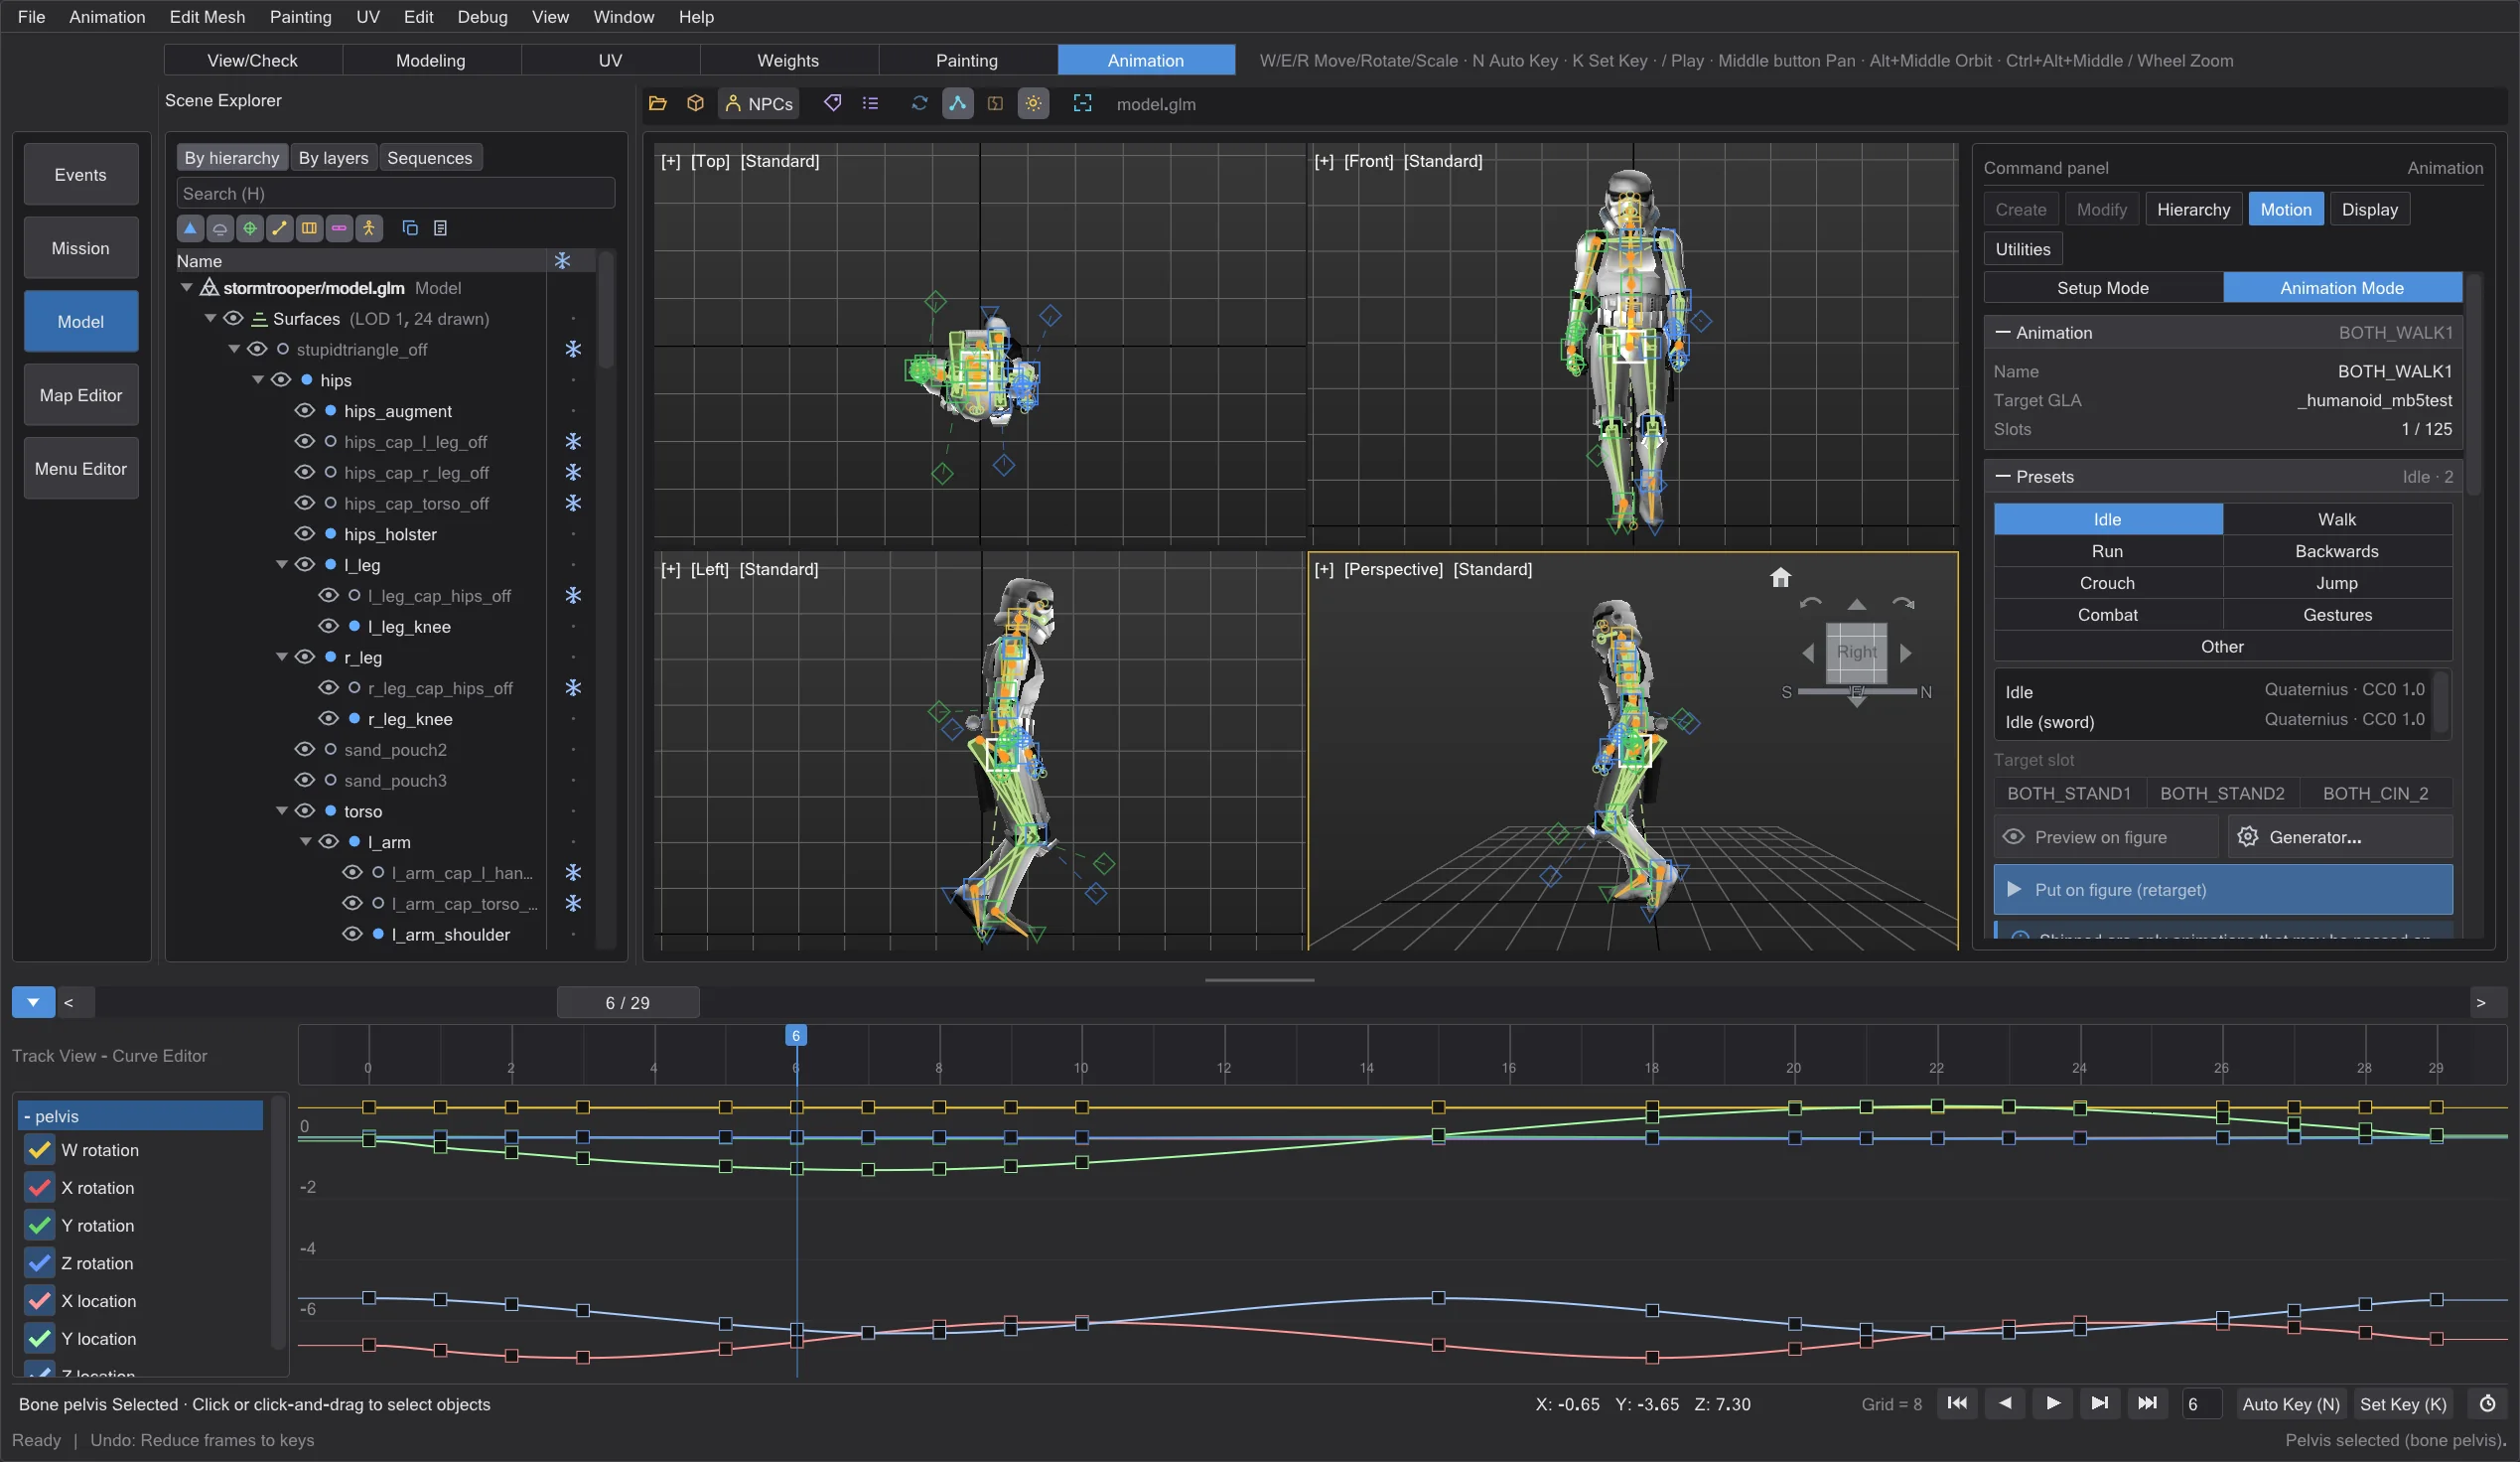 File Animation Edit Mesh Painting UV Edit Debug View Window Help
View/Check Modeling UV Weights Painting Animation W/E/R Move/Rotate/Scale · N Auto Key · K Set Key · / Play · Middle button Pan · Alt+Middle Orbit · Ctrl+Alt+Middle / Wheel Zoom
Scene Explorer
NPCs model.glm
Events
Mission
Model
Map Editor
Menu Editor
By hierarchy By layers Sequences
Search (H)
Name
stormtrooper/model.glm Model
Surfaces (LOD 1, 24 drawn)
stupidtriangle_off
hips
hips_augment
hips_cap_l_leg_off
hips_cap_r_leg_off
hips_cap_torso_off
hips_holster
l_leg
l_leg_cap_hips_off
l_leg_knee
r_leg
r_leg_cap_hips_off
r_leg_knee
sand_pouch2
sand_pouch3
torso
l_arm
l_arm_cap_l_han...
l_arm_cap_torso_...
l_arm_shoulder
[+] [Top] [Standard]
[+] [Front] [Standard]
[+] [Left] [Standard]
[+] [Perspective] [Standard]
Right
S E N
Command panel Animation
Create Modify Hierarchy Motion Display
Utilities
Setup Mode Animation Mode
Animation BOTH_WALK1
Name BOTH_WALK1
Target GLA _humanoid_mb5test
Slots 1 / 125
Presets Idle · 2
Idle Walk
Run Backwards
Crouch Jump
Combat Gestures
Other
Idle Quaternius · CC0 1.0
Idle (sword) Quaternius · CC0 1.0
Target slot
BOTH_STAND1 BOTH_STAND2 BOTH_CIN_2
Preview on figure Generator...
Put on figure (retarget)
Shipped are only animations that may be passed on
< 6 / 29 >
Track View - Curve Editor
6
0 2 4 6 8 10 12 14 16 18 20 22 24 26 28 29
- pelvis
W rotation
X rotation
Y rotation
Z rotation
X location
Y location
Z location
0
-2
-4
-6
Bone pelvis Selected · Click or click-and-drag to select objects X: -0.65 Y: -3.65 Z: 7.30 Grid = 8 6 Auto Key (N) Set Key (K)
Ready | Undo: Reduce frames to keys Pelvis selected (bone pelvis).